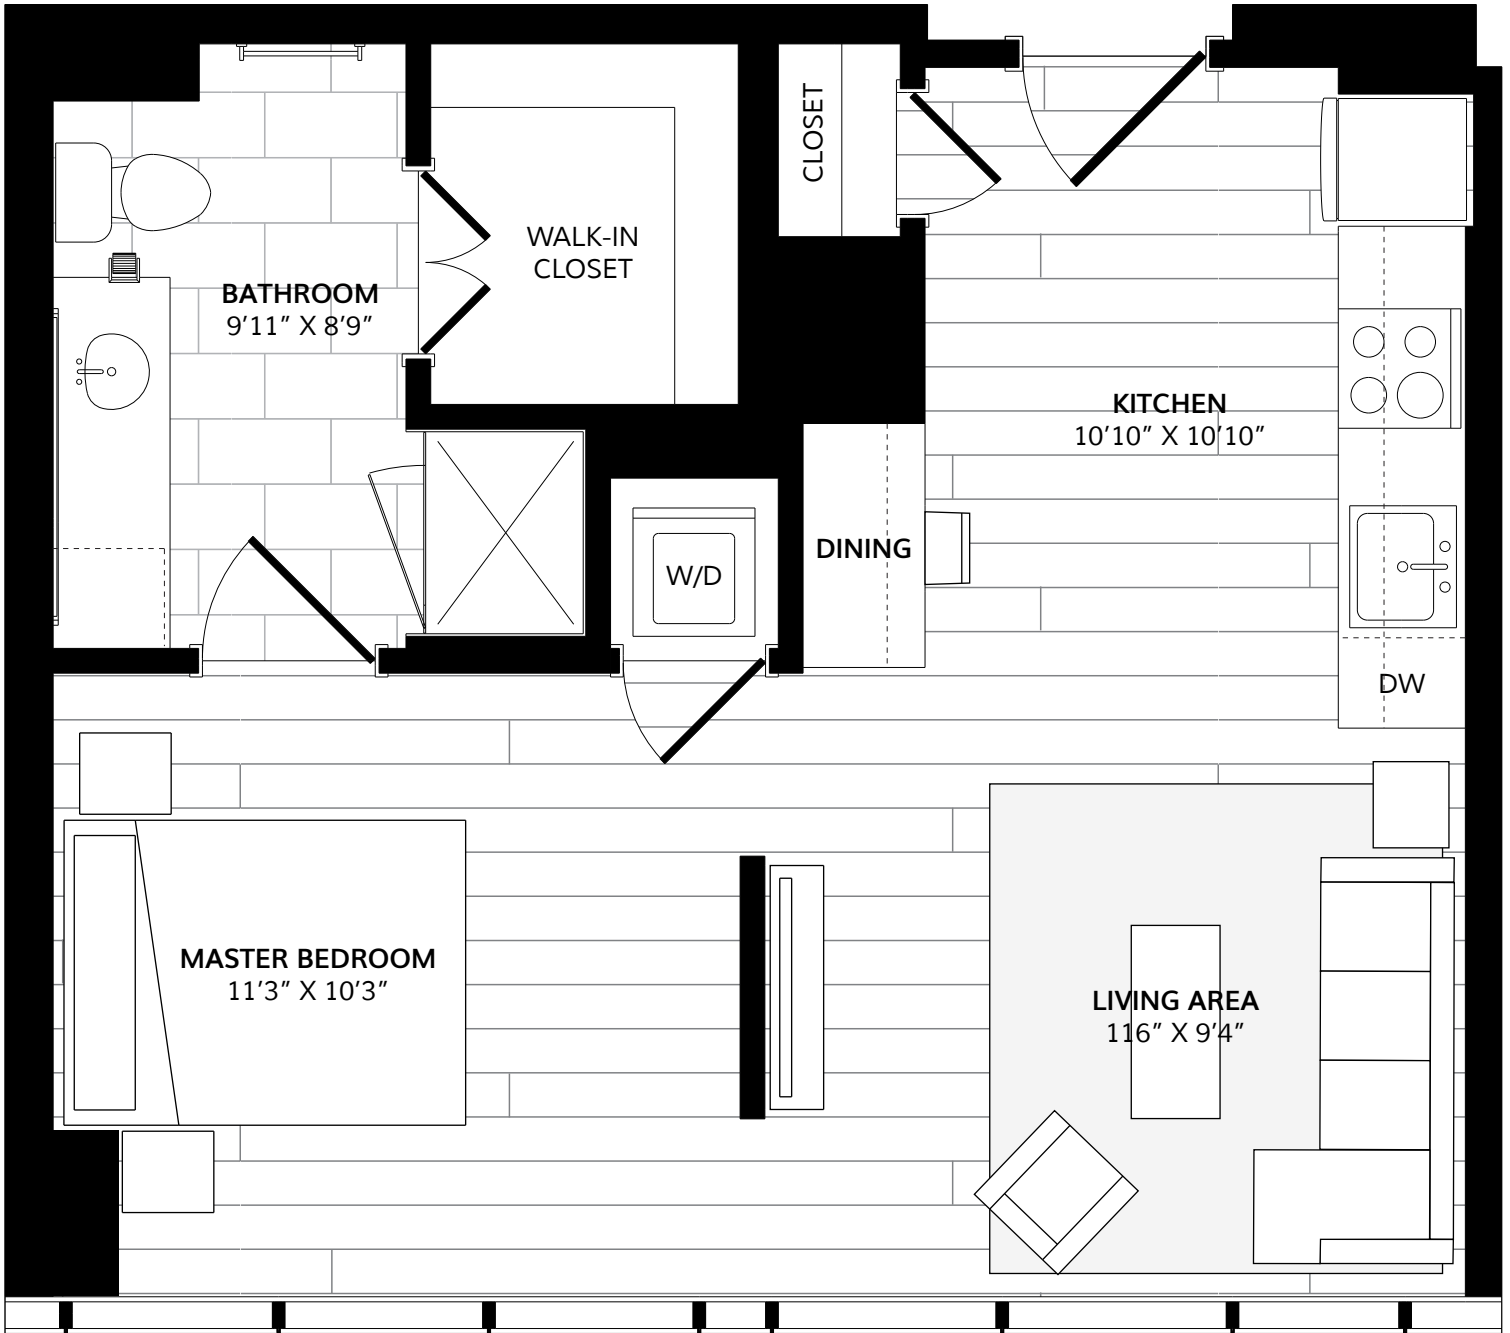 CLOSET
WALK-IN
CLOSET
BATHROOM
9'11" X 8'9"
KITCHEN
10'10" X 10'10"
DINING
W/D
DW
MASTER BEDROOM
11'3" X 10'3"
LIVING AREA
116" X 9'4"